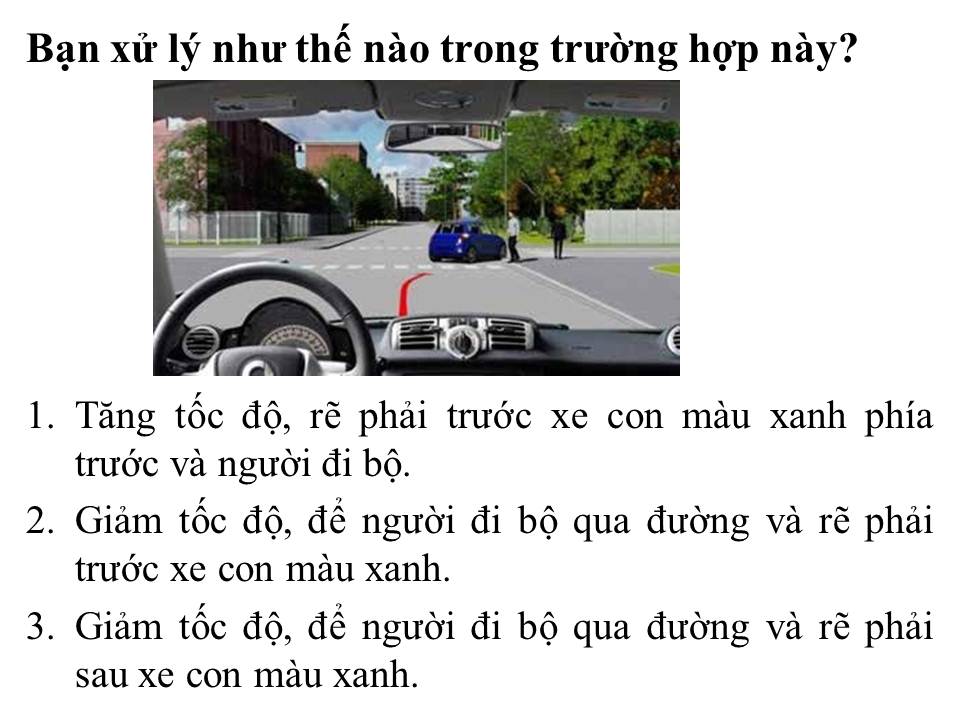 Bạn xử lý như thế nào trong trường hợp này?
1. Tăng tốc độ, rẽ phải trước xe con màu xanh phía
trước và người đi bộ.
2. Giảm tốc độ, để người đi bộ qua đường và rẽ phải
trước xe con màu xanh.
3. Giảm tốc độ, để người đi bộ qua đường và rẽ phải
sau xe con màu xanh.